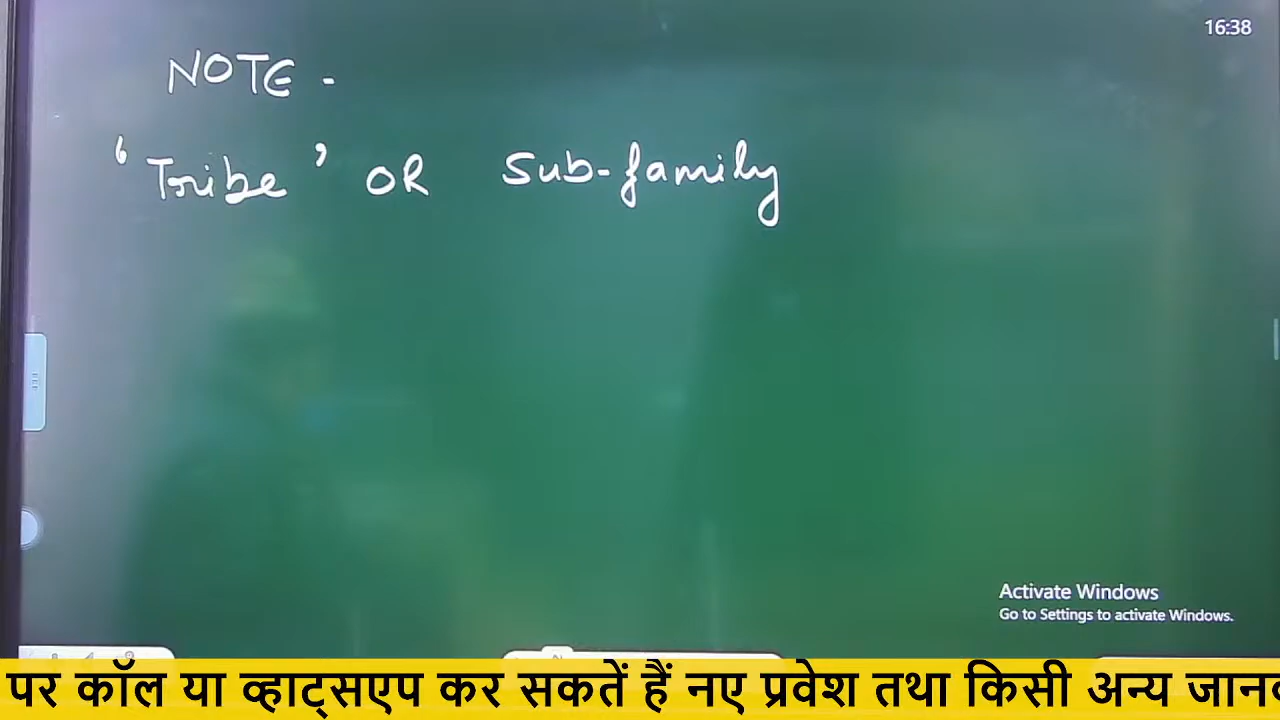 16:38
NOTE -
‘Tribe’ OR Sub-family
Activate Windows
Go to Settings to activate Windows.
पर कॉल या व्हाट्सएप कर सकतें हैं नए प्रवेश तथा किसी अन्य